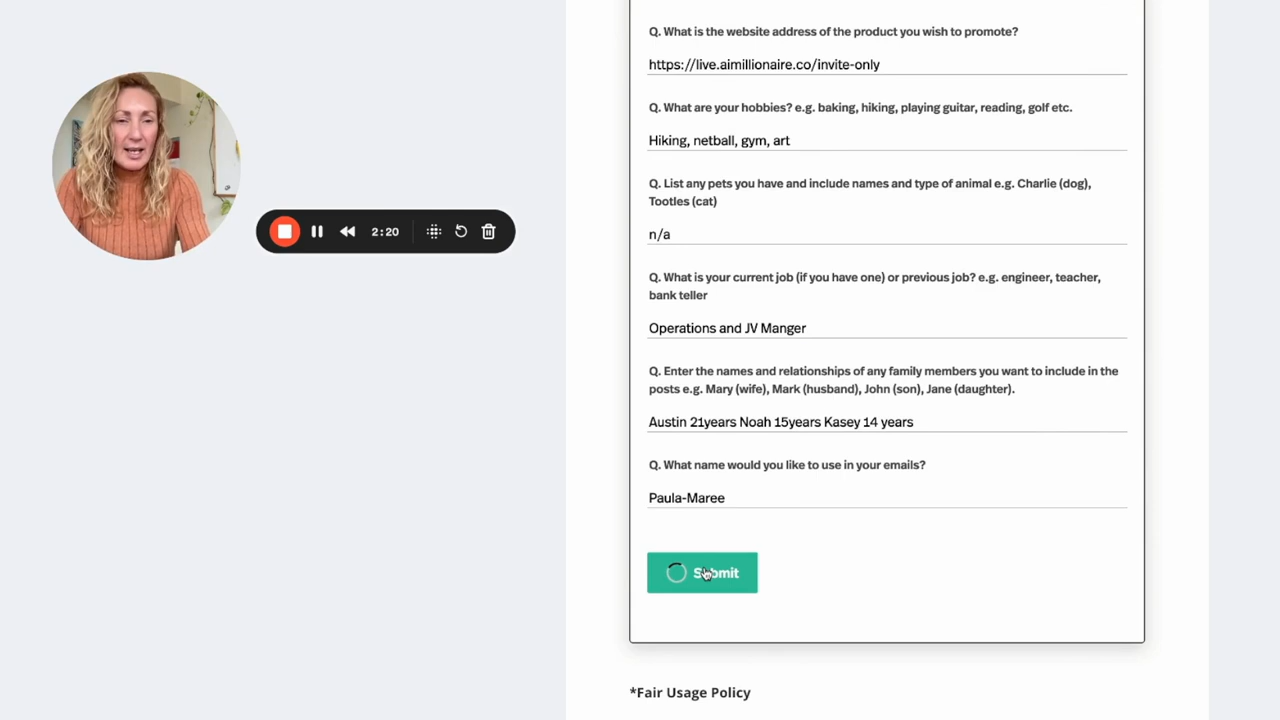 Q. What is the website address of the product you wish to promote?
https://live.aimillionaire.co/invite-only
Q. What are your hobbies? e.g. baking, hiking, playing guitar, reading, golf etc.
Hiking, netball, gym, art
Q. List any pets you have and include names and type of animal e.g. Charlie (dog),
Tootles (cat)
n/a
2:20
Q. What is your current job (if you have one) or previous job? e.g. engineer, teacher,
bank teller
Operations and JV Manger
Q. Enter the names and relationships of any family members you want to include in the
posts e.g. Mary (wife), Mark (husband), John (son), Jane (daughter).
Austin 21years Noah 15years Kasey 14 years
Q. What name would you like to use in your emails?
Paula-Maree
Submit
*Fair Usage Policy